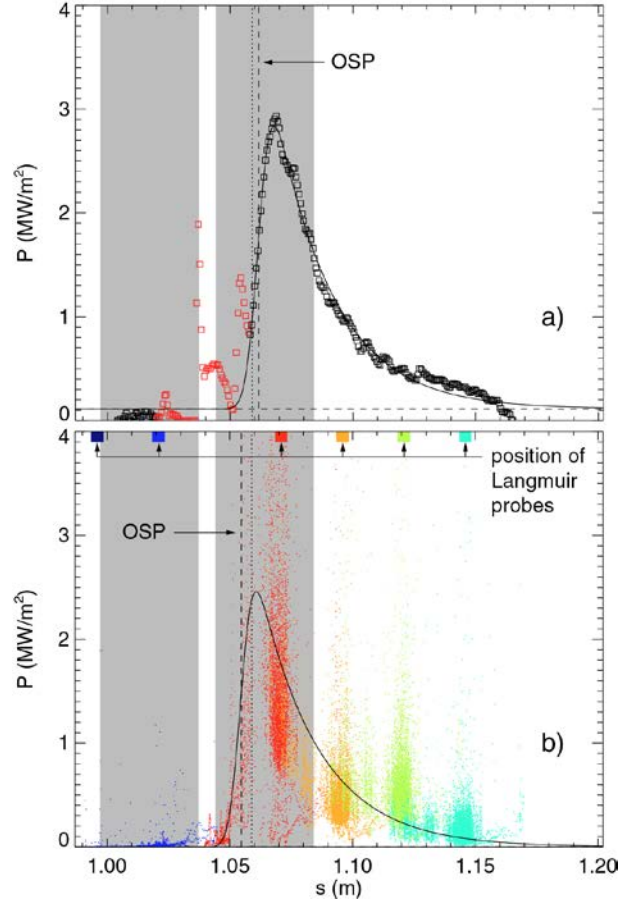 4
OSP
3
P (MW/m²)
2
a)
1
0
4
position of
Langmuir
probes
OSP
3
P (MW/m²)
2
b)
1
0
1.00 1.05 1.10 1.15 1.20
s (m)